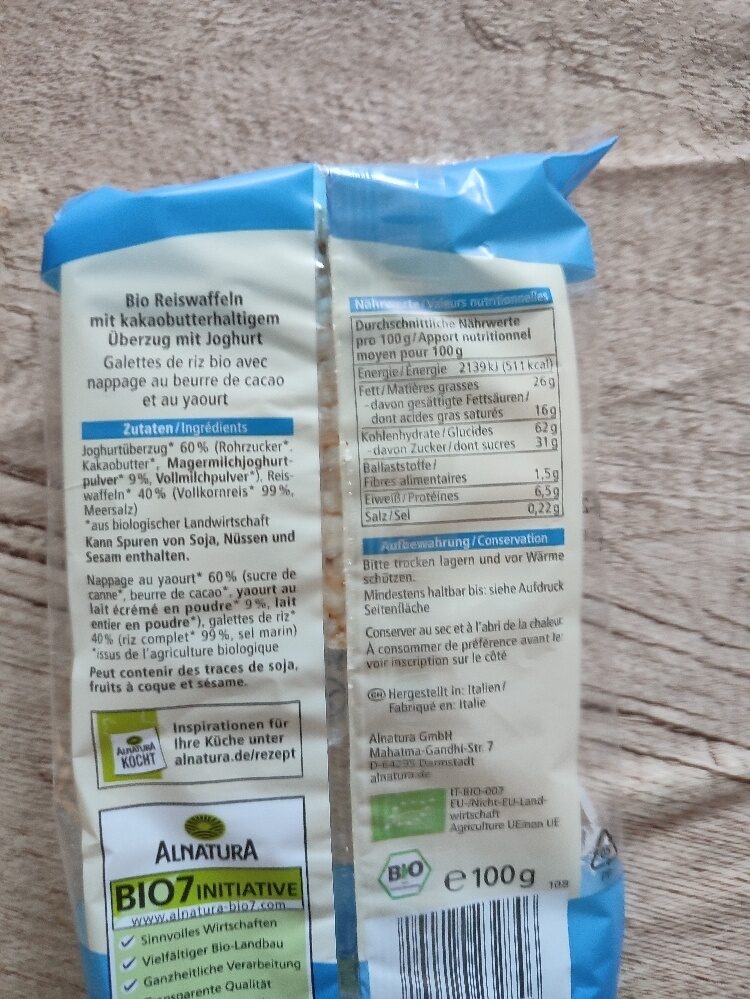 Bio Reiswaffeln
mit kakaobutterhaltigem
Überzug mit Joghurt
Galettes de riz bio avec
nappage au beurre de cacao
et au yaourt
Zutaten/Ingrédients
Joghurtüberzug* 60% (Rohrzucker*,
Kakaobutter*, Magermilchjoghurt-
pulver* 9%, Vollmilchpulver*). Reis-
waffeln* 40% (Vollkornreis* 99%,
Meersalz)
*aus biologischer Landwirtschaft
Kann Spuren von Soja, Nüssen und
Sesam enthalten.
Nappage au yaourt* 60% (sucre de
canne*, beurre de cacao*, yaourt au
lait écrémé en poudre* 9%, lait
entier en poudre*), galettes de riz*
40% (riz complet* 99%, sel marin)
*issus de l'agriculture biologique
Peut contenir des traces de soja,
fruits à coque et sésame.
ALNATURA
KOCHT
Inspirationen für
Ihre Küche unter
alnatura.de/rezept
ALNATURA
BIO7 INITIATIVE
www.alnatura-bio7.com
Sinnvolles Wirtschaften
Vielfältiger Bio-Landbau
Ganzheitliche Verarbeitung
Transparente Qualität
Nährwerte/Valeurs nutritionnelles
Durchschnittliche Nährwerte
pro 100g/Apport nutritionnel
moyen pour 100g
Energie/Énergie 2139 kJ (511 kcal)
Fett/Matières grasses 26g
-davon gesättigte Fettsäuren/
dont acides gras saturés 16g
Kohlenhydrate/Glucides 62g
-davon Zucker/dont sucres 31g
Ballaststoffe/
Fibres alimentaires 1,5g
Eiweiß/Protéines 6,5g
Salz/Sel 0,22g
Aufbewahrung/Conservation
Bitte trocken lagern und vor Wärme
schützen.
Mindestens haltbar bis: siehe Aufdruck
Seitenfläche
Conserver au sec et à l'abri de la chaleur
À consommer de préférence avant le:
voir inscription sur le côté
CH Hergestellt in: Italien/
Fabriqué en: Italie
Alnatura GmbH
Mahatma-Gandhi-Str. 7
D-64295 Darmstadt
alnatura.de
IT-BIO-007
EU-/Nicht-EU-Land-
wirtschaft
Agriculture UE/non UE
BIO
e 100g